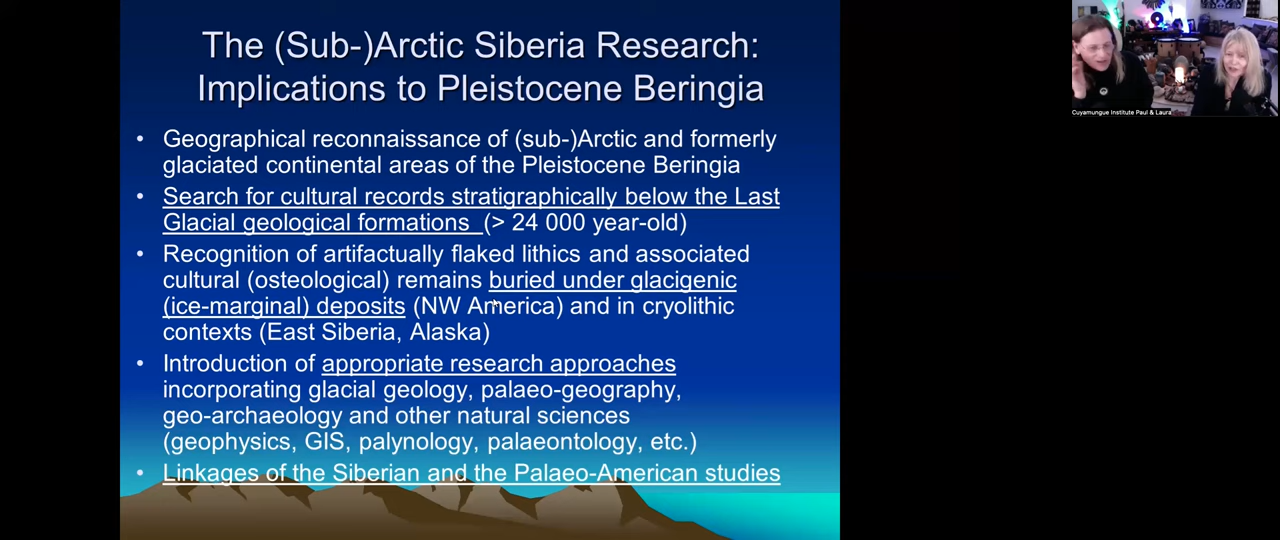 The (Sub-)Arctic Siberia Research:
Implications to Pleistocene Beringia
• Geographical reconnaissance of (sub-)Arctic and formerly
glaciated continental areas of the Pleistocene Beringia
• Search for cultural records stratigraphically below the Last
Glacial geological formations (> 24 000 year-old)
• Recognition of artifactually flaked lithics and associated
cultural (osteological) remains buried under glacigenic
(ice-marginal) deposits (NW America) and in cryolithic
contexts (East Siberia, Alaska)
• Introduction of appropriate research approaches
incorporating glacial geology, palaeo-geography,
geo-archaeology and other natural sciences
(geophysics, GIS, palynology, palaeontology, etc.)
• Linkages of the Siberian and the Palaeo-American studies
Cuyamungue Institute Paul & Laura